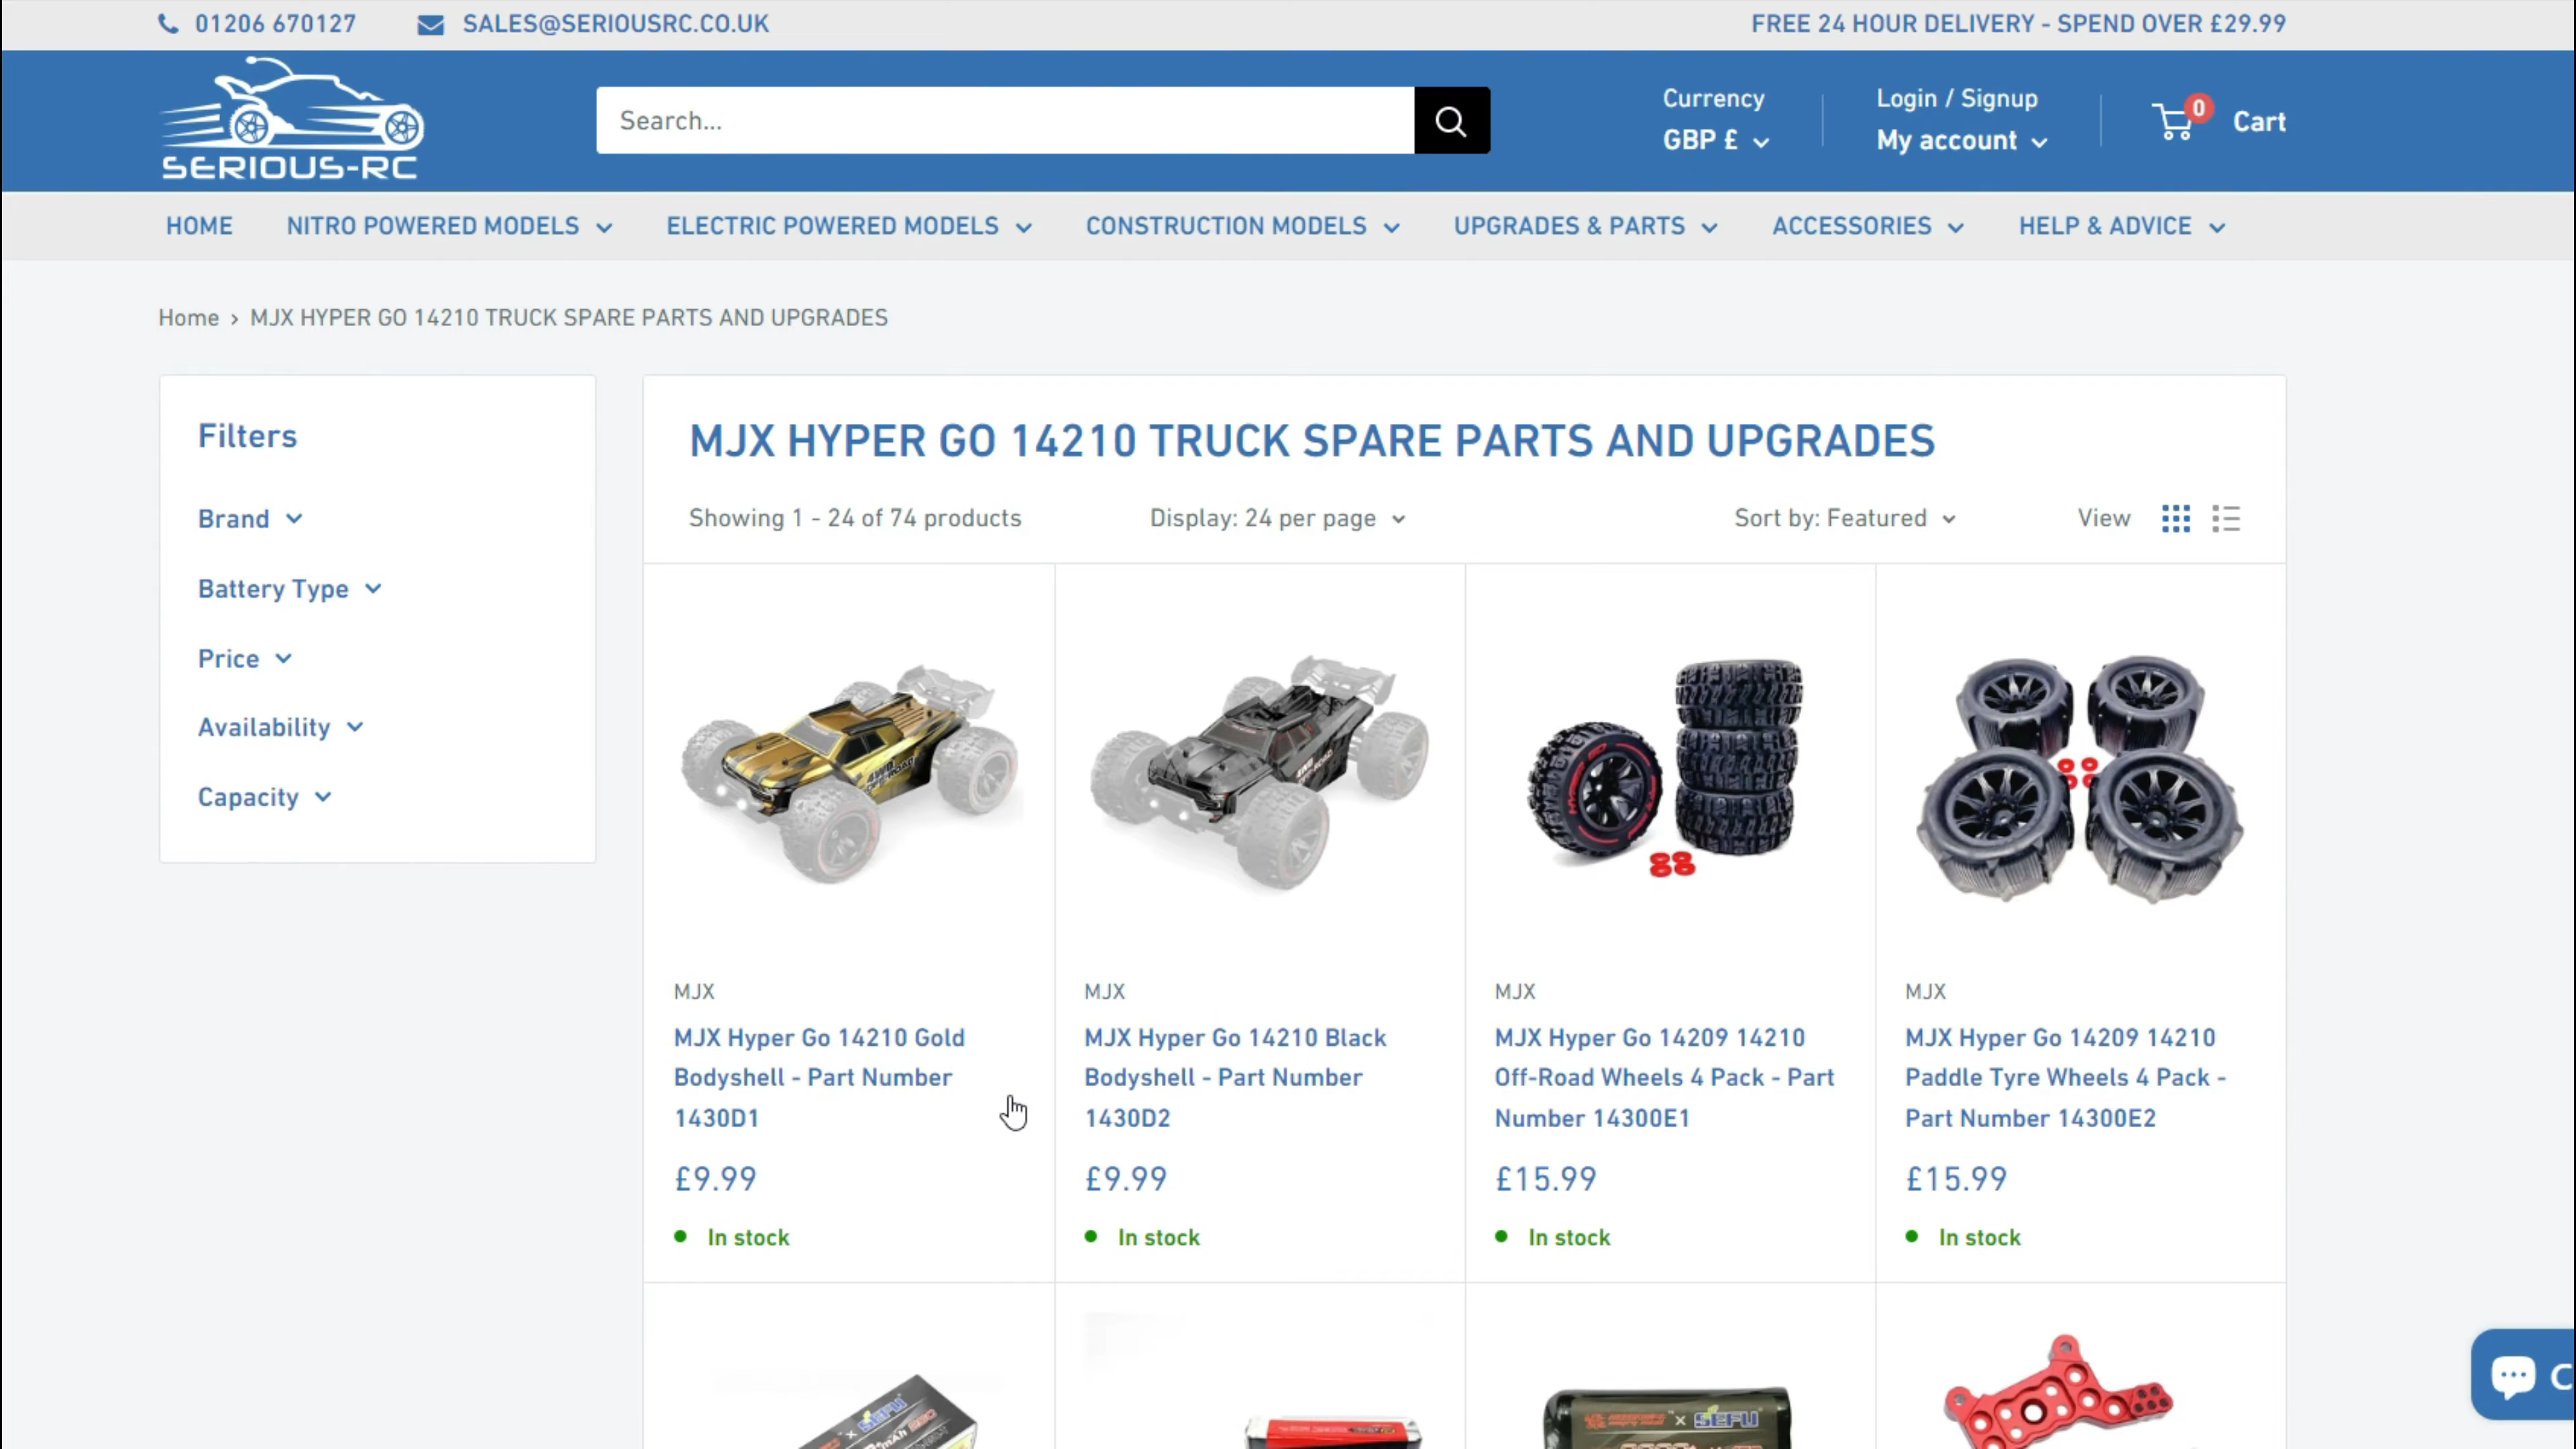 01206 670127 SALES@SERIOUSRC.CO.UK FREE 24 HOUR DELIVERY - SPEND OVER £29.99
SERIOUS-RC
Search...
Currency
GBP £
Login / Signup
My account
0
Cart
HOME NITRO POWERED MODELS ELECTRIC POWERED MODELS CONSTRUCTION MODELS UPGRADES & PARTS ACCESSORIES HELP & ADVICE
Home > MJX HYPER GO 14210 TRUCK SPARE PARTS AND UPGRADES
Filters
Brand
Battery Type
Price
Availability
Capacity
MJX HYPER GO 14210 TRUCK SPARE PARTS AND UPGRADES
Showing 1 - 24 of 74 products Display: 24 per page Sort by: Featured View
MJX
MJX Hyper Go 14210 Gold
Bodyshell - Part Number
1430D1
£9.99
In stock
MJX
MJX Hyper Go 14210 Black
Bodyshell - Part Number
1430D2
£9.99
In stock
MJX
MJX Hyper Go 14209 14210
Off-Road Wheels 4 Pack - Part
Number 14300E1
£15.99
In stock
MJX
MJX Hyper Go 14209 14210
Paddle Tyre Wheels 4 Pack -
Part Number 14300E2
£15.99
In stock
SEFU
mAh
x SEFU
C